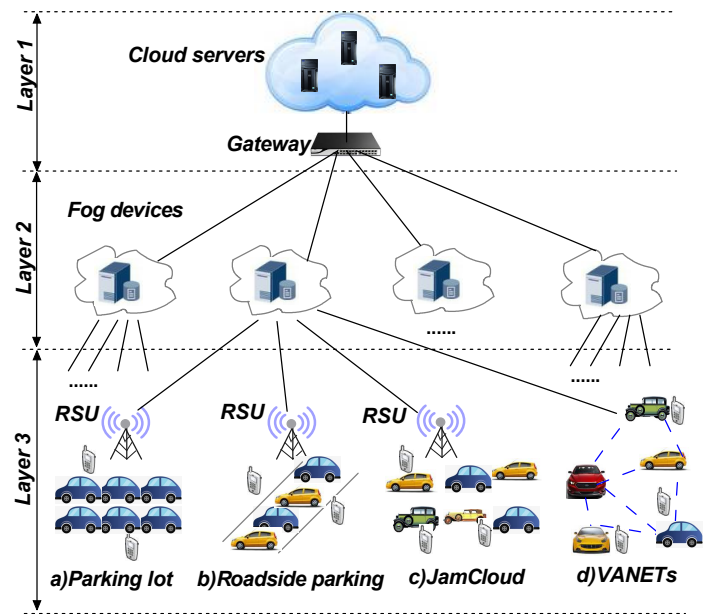 Layer 1
Cloud servers
Gateway
Layer 2
Fog devices
......
Layer 3
......
......
RSU
RSU
RSU
a)Parking lot
b)Roadside parking
c)JamCloud
d)VANETs